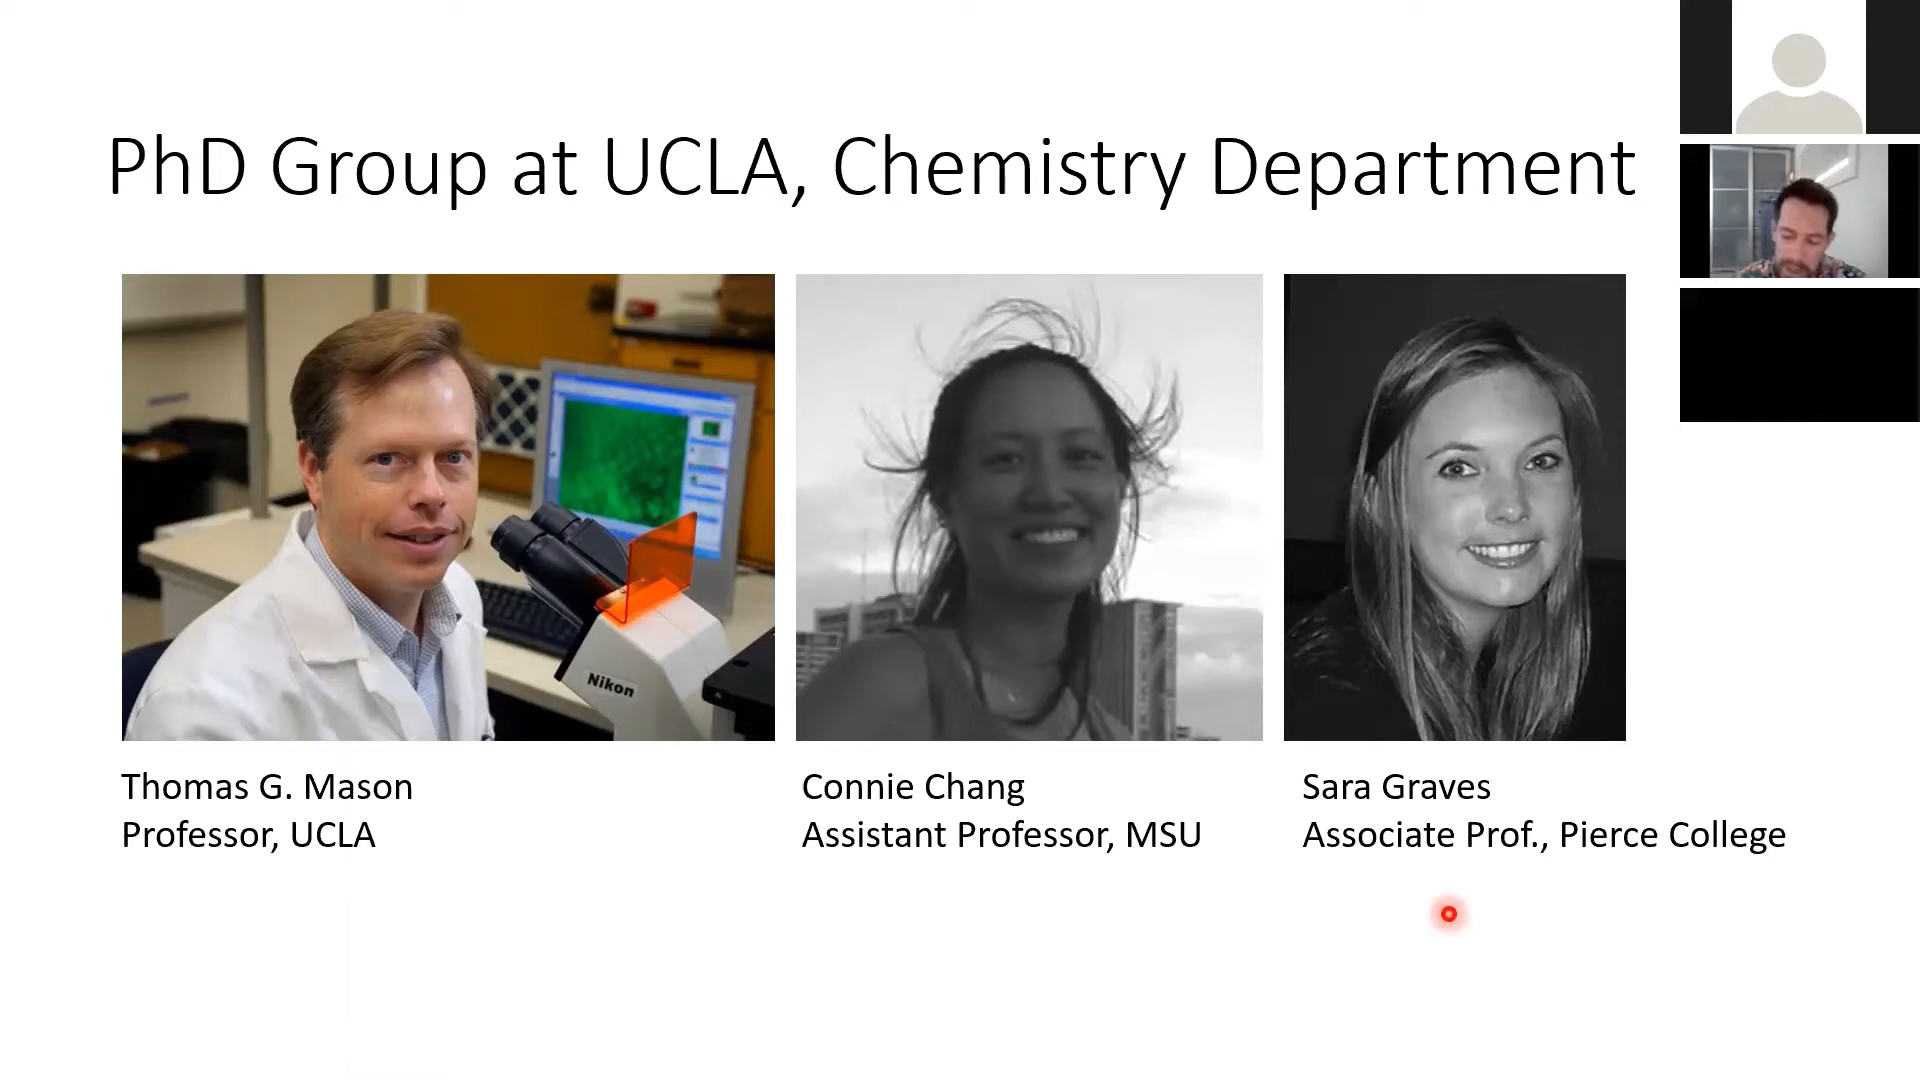 PhD Group at UCLA, Chemistry Department
Nikon
Thomas G. Mason
Professor, UCLA
Connie Chang
Assistant Professor, MSU
Sara Graves
Associate Prof., Pierce College